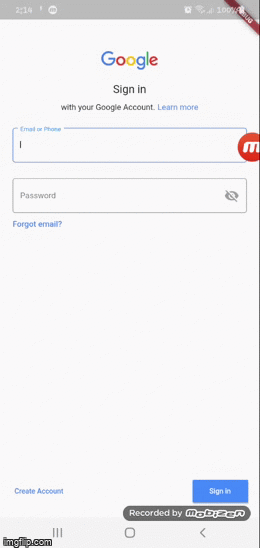 2:14
100%
Google
Sign in
with your Google Account. Learn more
Email or Phone
Password
Forgot email?
Create Account
Sign In
Recorded by MOBIZEN
imgflip.com